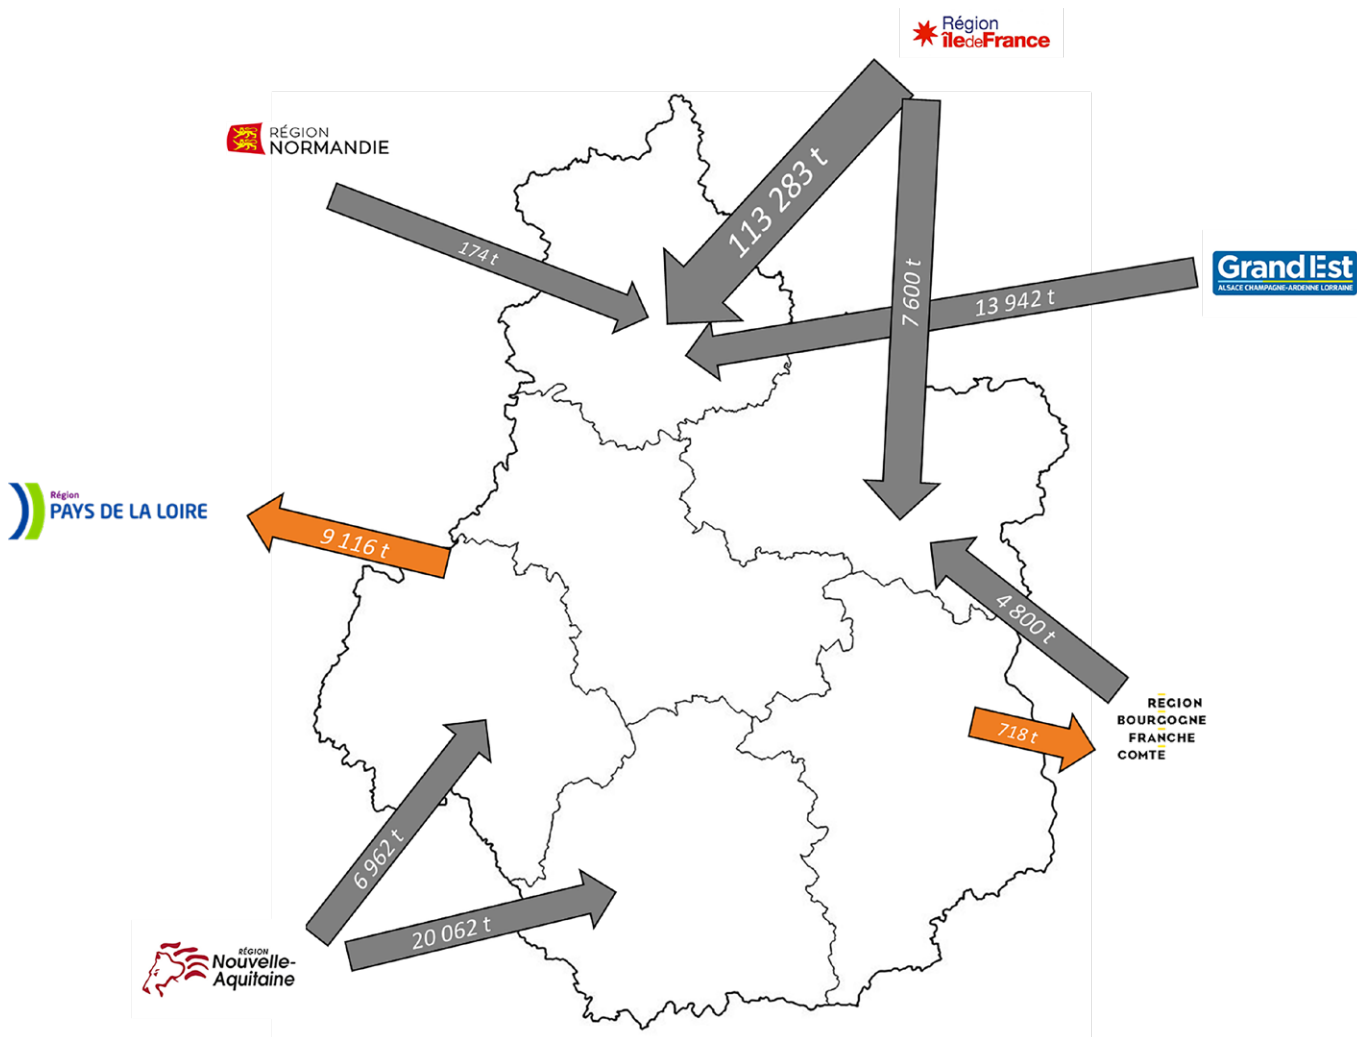 Région
îledeFrance
RÉGION
NORMANDIE
113 283 t
174 t
7 600 t
13 942 t
Grand Est
ALSACE CHAMPAGNE-ARDENNE LORRAINE
Région
PAYS DE LA LOIRE
9 116 t
4 800 t
REGION
BOURGOGNE
FRANCHE
COMTE
718 t
6 962 t
20 062 t
RÉGION
Nouvelle-
Aquitaine